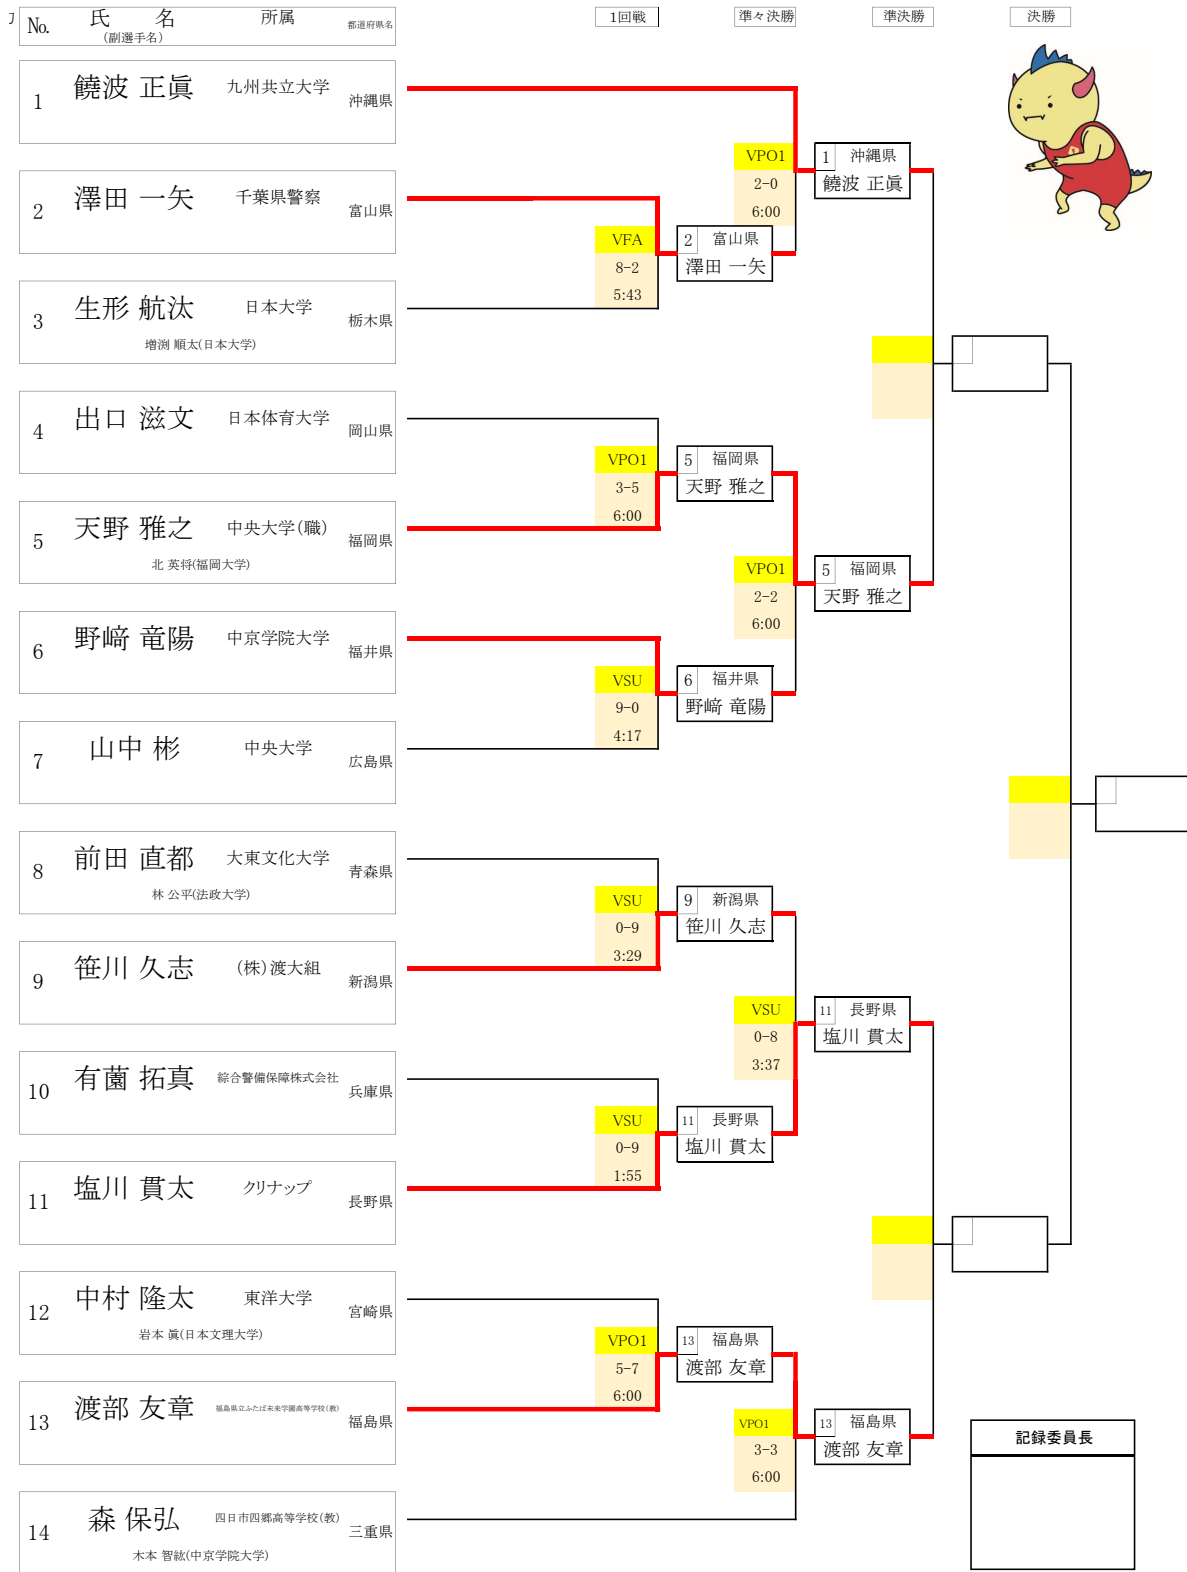 No.　氏　名　所属　都道府県名
(副選手名)
1回戦　準々決勝　準決勝　決勝
1　饒波 正眞　九州共立大学　沖縄県
2　澤田 一矢　千葉県警察　富山県
3　生形 航汰　日本大学　栃木県
増渕 順太(日本大学)
4　出口 滋文　日本体育大学　岡山県
5　天野 雅之　中央大学(職)　福岡県
北 英将(福岡大学)
6　野﨑 竜陽　中京学院大学　福井県
7　山中 彬　中央大学　広島県
8　前田 直都　大東文化大学　青森県
林 公平(法政大学)
9　笹川 久志　(株)渡大組　新潟県
10　有薗 拓真　綜合警備保障株式会社　兵庫県
11　塩川 貫太　クリナップ　長野県
12　中村 隆太　東洋大学　宮崎県
岩本 眞(日本文理大学)
13　渡部 友章　福島県立ふたば未来学園高等学校(教)　福島県
14　森 保弘　四日市四郷高等学校(教)　三重県
木本 智紘(中京学院大学)
VFA
8-2
5:43
VPO1
3-5
6:00
VSU
9-0
4:17
VSU
0-9
3:29
VSU
0-9
1:55
VPO1
5-7
6:00
2　富山県
澤田 一矢
5　福岡県
天野 雅之
6　福井県
野﨑 竜陽
9　新潟県
笹川 久志
11　長野県
塩川 貫太
13　福島県
渡部 友章
VPO1
2-0
6:00
VPO1
2-2
6:00
VSU
0-8
3:37
VPO1
3-3
6:00
1　沖縄県
饒波 正眞
5　福岡県
天野 雅之
11　長野県
塩川 貫太
13　福島県
渡部 友章
記録委員長